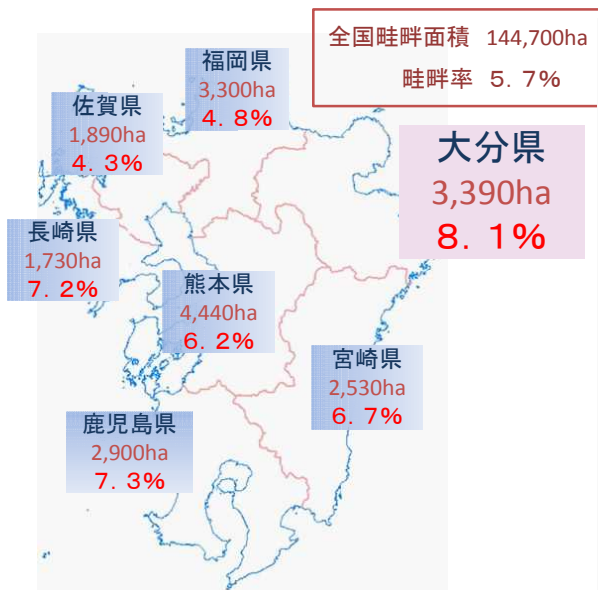 全国畦畔面積 144,700ha
畦畔率 5.7%
福岡県
3,300ha
4.8%
佐賀県
1,890ha
4.3%
大分県
3,390ha
8.1%
長崎県
1,730ha
7.2%
熊本県
4,440ha
6.2%
宮崎県
2,530ha
6.7%
鹿児島県
2,900ha
7.3%